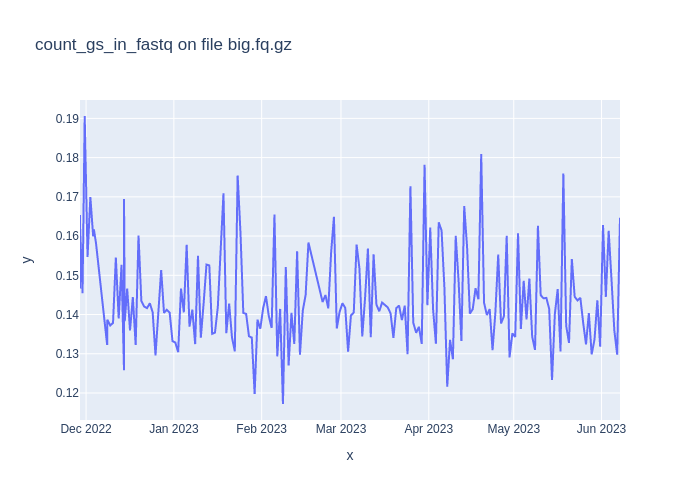 count_gs_in_fastq on file big.fq.gz
0.19
0.18
0.17
0.16
0.15
0.14
0.13
0.12
y
Dec 2022 Jan 2023 Feb 2023 Mar 2023 Apr 2023 May 2023 Jun 2023
x